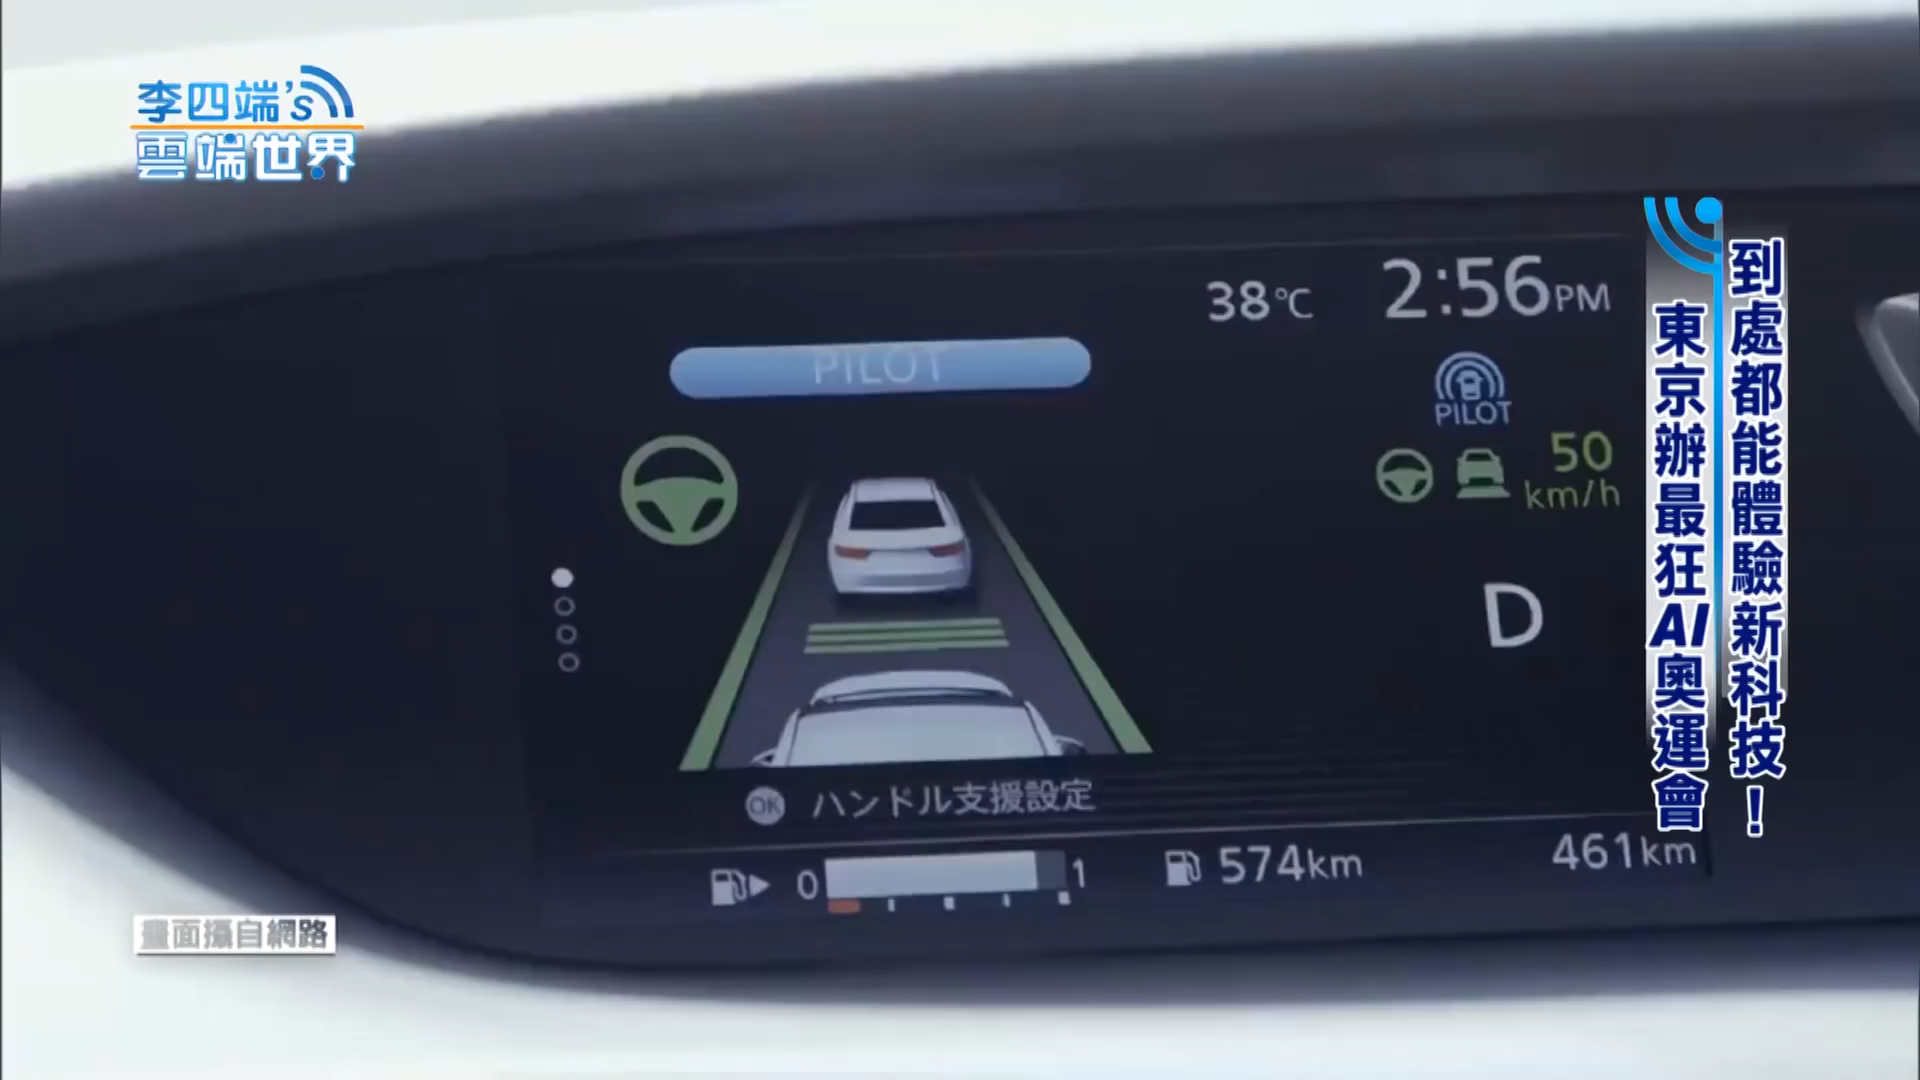 李四端's
雲端世界
38℃
2:56PM
PILOT
PILOT
50
km/h
D
OK ハンドル支援設定
0
1
574km
461km
到處都能體驗新科技！
東京辦最狂AI奧運會
畫面攝自網路